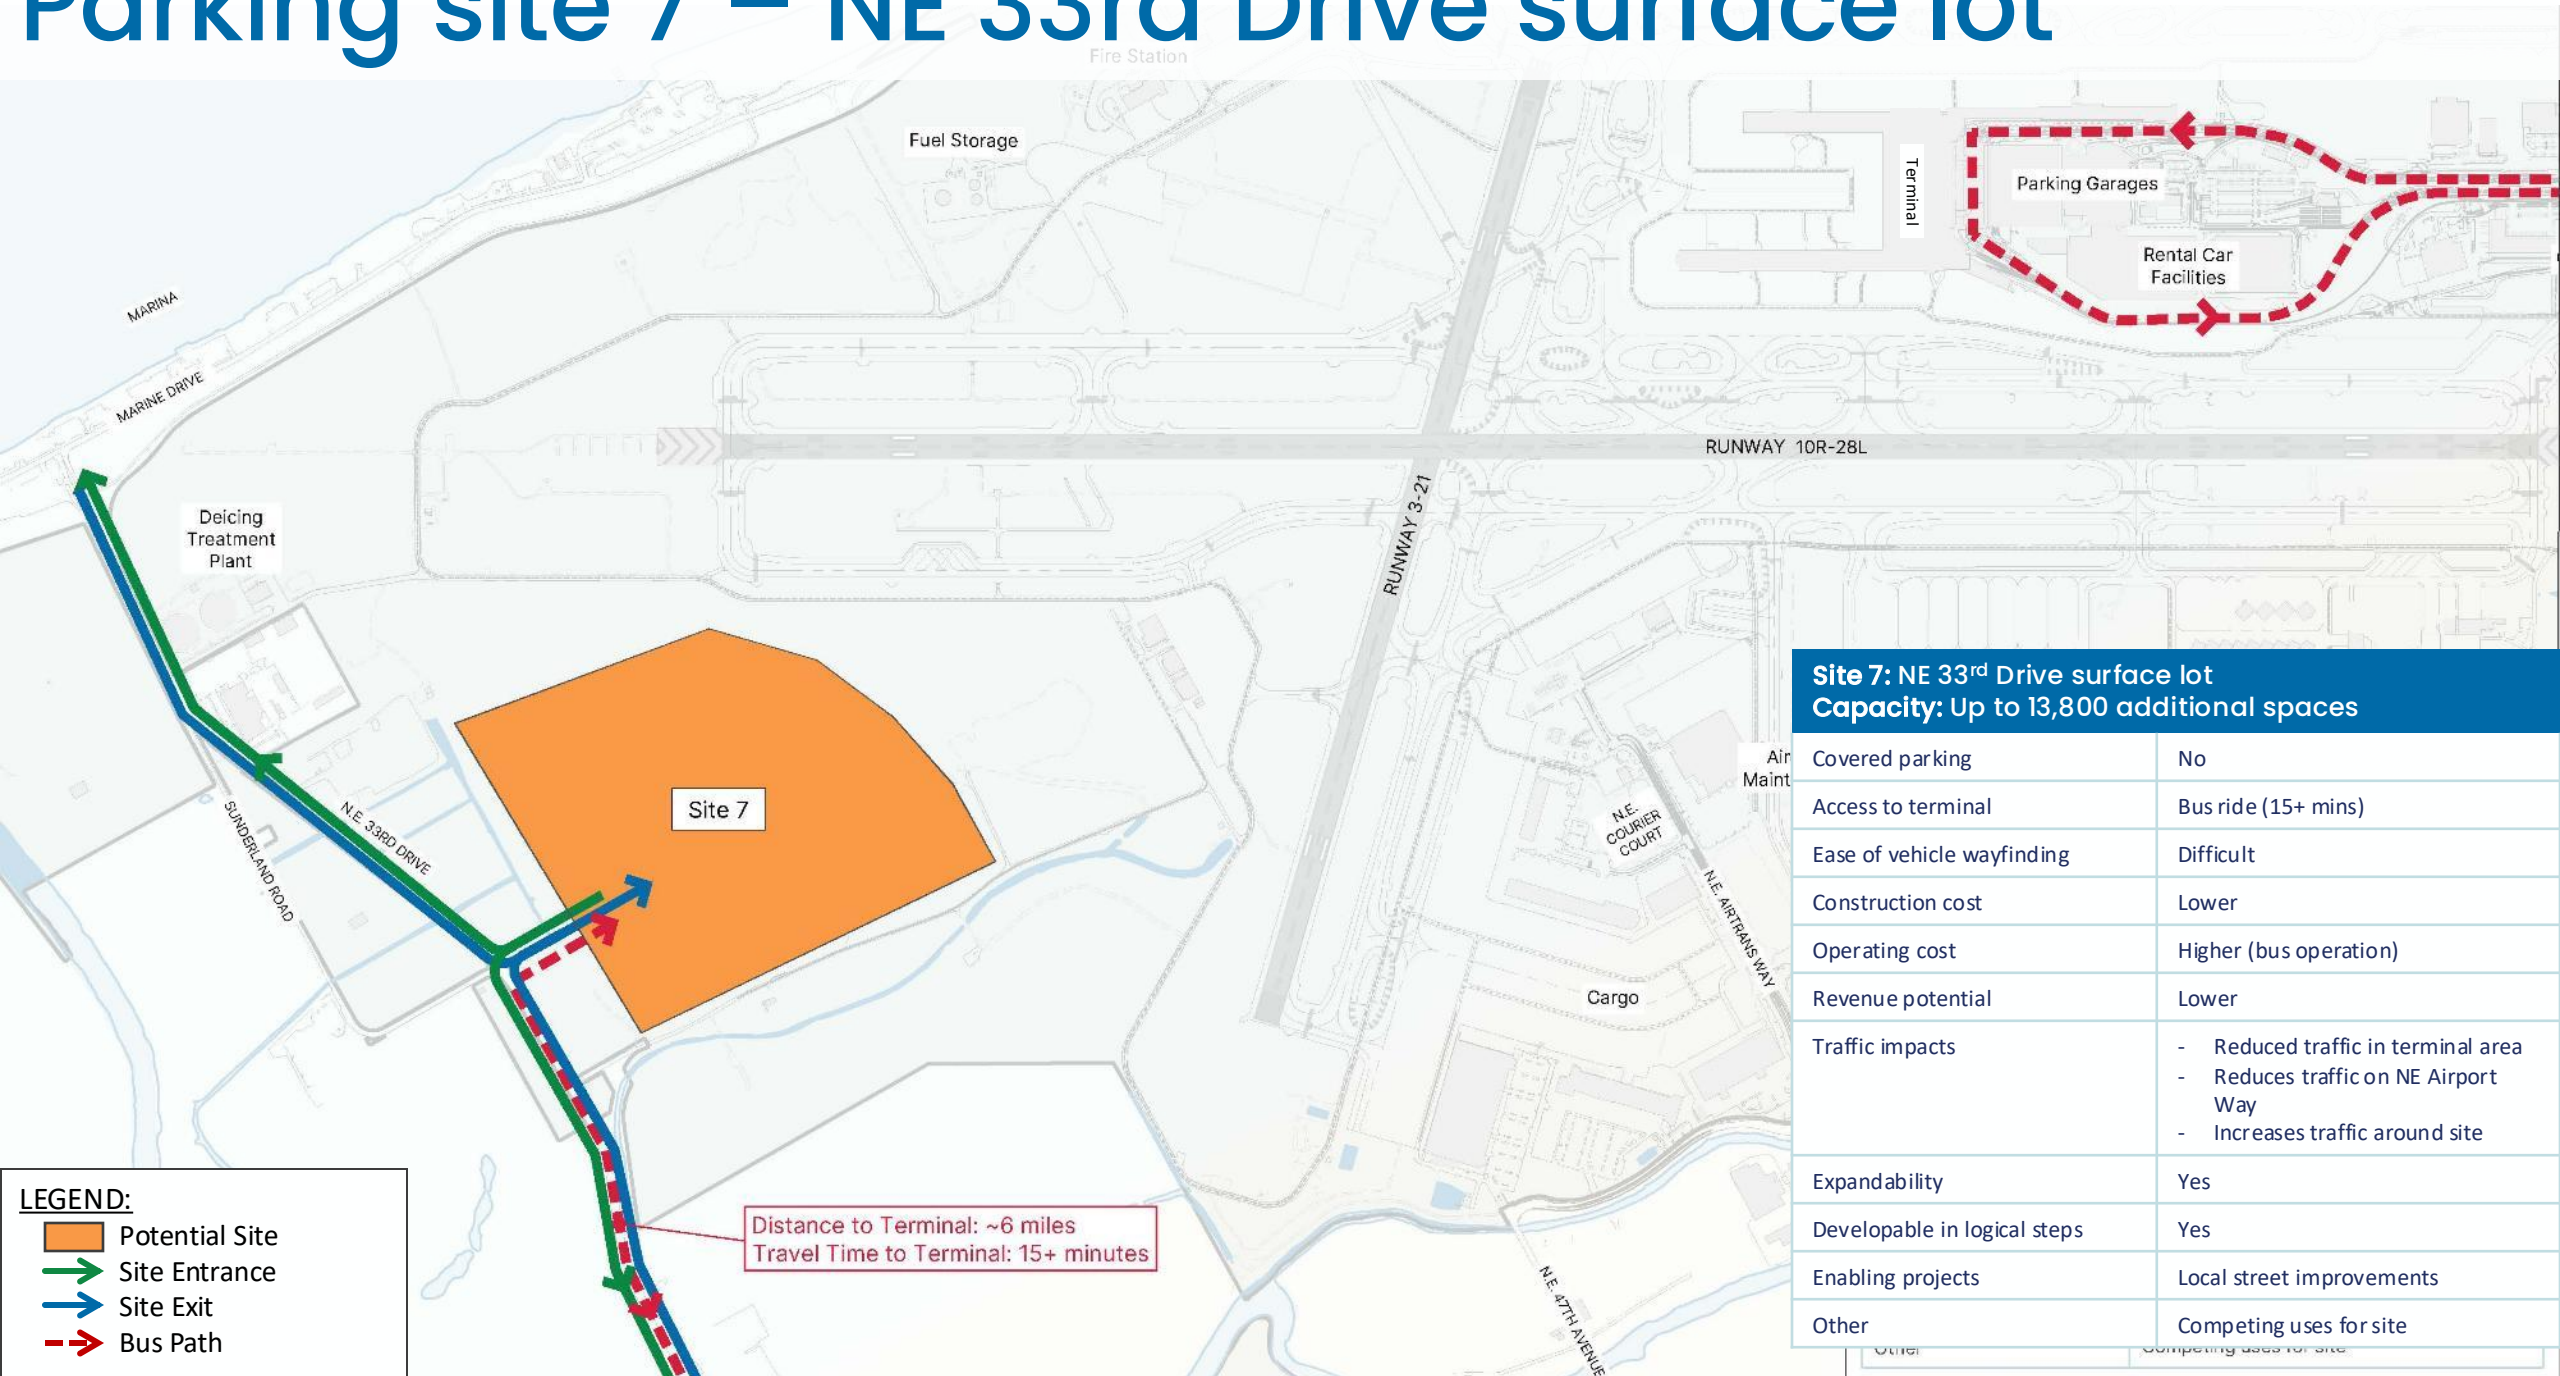 Parking site 7 – NE 33rd Drive surface lot
Fire Station
Fuel Storage
Terminal
Parking Garages
Rental Car
Facilities
MARINA
MARINE DRIVE
RUNWAY 10R-28L
RUNWAY 3-21
Deicing
Treatment
Plant
Site 7
N.E. 33RD DRIVE
SUNDERLAND ROAD
N.E.
COURIER
COURT
N.E. AIRTRANS WAY
Cargo
N.E. 47TH AVENUE
Air
Maint
Distance to Terminal: ~6 miles
Travel Time to Terminal: 15+ minutes
LEGEND:
Potential Site
Site Entrance
Site Exit
Bus Path
Site 7: NE 33rd Drive surface lot
Capacity: Up to 13,800 additional spaces
Covered parking No
Access to terminal Bus ride (15+ mins)
Ease of vehicle wayfinding Difficult
Construction cost Lower
Operating cost Higher (bus operation)
Revenue potential Lower
Traffic impacts - Reduced traffic in terminal area
- Reduces traffic on NE Airport
Way
- Increases traffic around site
Expandability Yes
Developable in logical steps Yes
Enabling projects Local street improvements
Other Competing uses for site
Other Competing uses for site